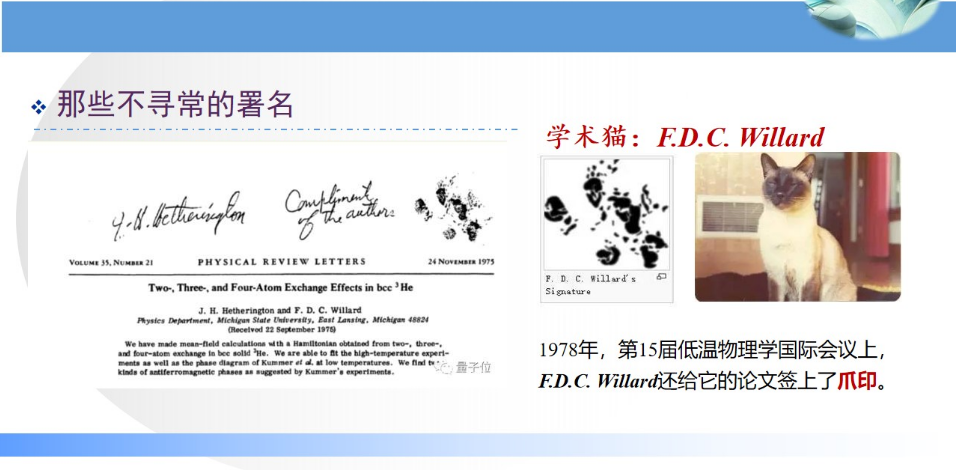 那些不寻常的署名
学术猫：F.D.C. Willard
J. H. Hetherington
Compliments
of the authors
VOLUME 35, NUMBER 21 PHYSICAL REVIEW LETTERS 24 NOVEMBER 1975
Two-, Three-, and Four-Atom Exchange Effects in bcc ³He
J. H. Hetherington and F. D. C. Willard
Physics Department, Michigan State University, East Lansing, Michigan 48824
(Received 22 September 1975)
We have made mean-field calculations with a Hamiltonian obtained from two-, three-,
and four-atom exchange in bcc solid ³He. We are able to fit the high-temperature experi-
ments as well as the phase diagram of Kummer et al. at low temperatures. We find
kinds of antiferromagnetic phases as suggested by Kummer's experiments.
量子位
F. D. C. Willard's
Signature
1978年，第15届低温物理学国际会议上，
F.D.C. Willard还给它的论文签上了爪印。